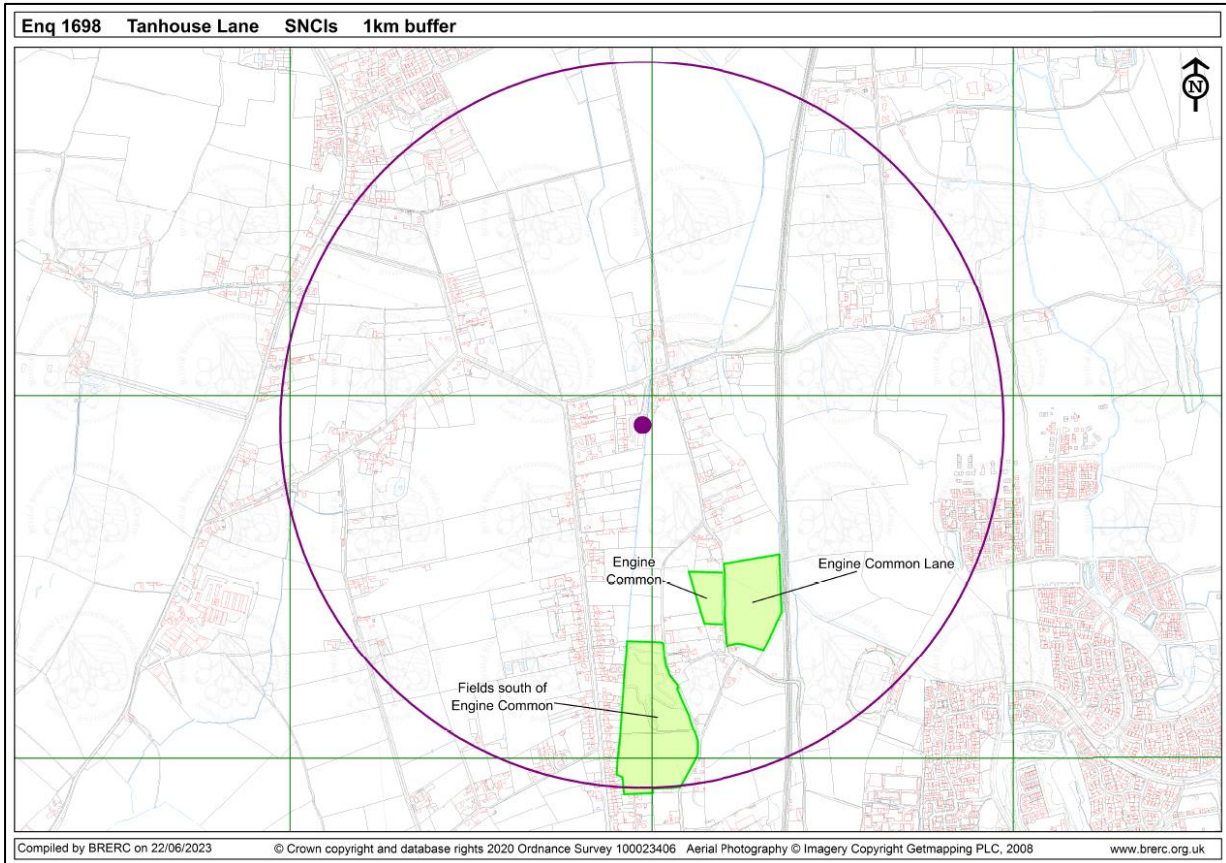 Enq 1698 Tanhouse Lane SNCIs 1km buffer
N
Engine
Common
Engine Common Lane
Fields south of
Engine Common
Compiled by BRERC on 22/06/2023 © Crown copyright and database rights 2020 Ordnance Survey 100023406 Aerial Photography © Imagery Copyright Getmapping PLC, 2008 www.brerc.org.uk